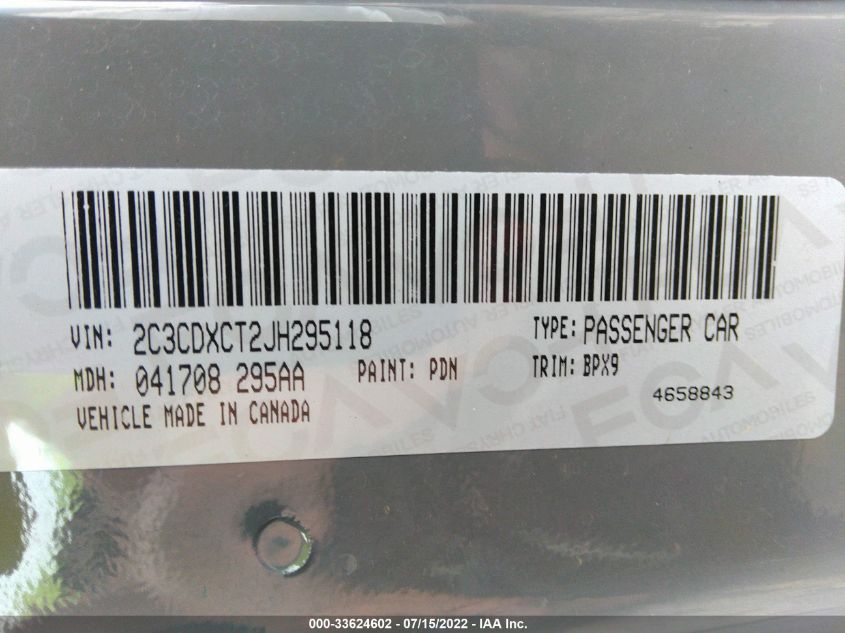 VIN: 2C3CDXCT2JH295118 TYPE: PASSENGER CAR
MDH: 041708 295AA PAINT: PDN TRIM: BPX9
4658843
VEHICLE MADE IN CANADA
000-33624602 - 07/15/2022 - IAA Inc.